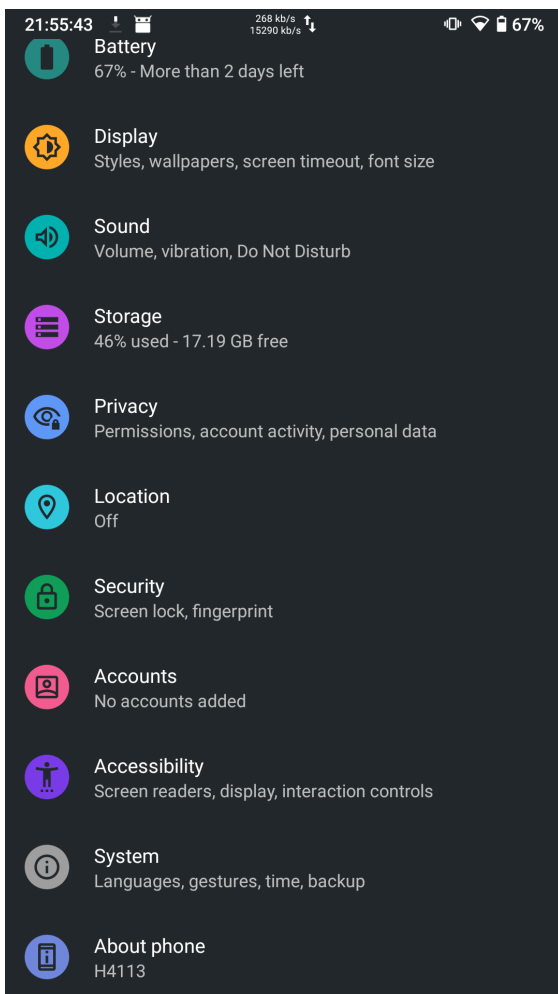 21:55:43
268 kb/s
15290 kb/s
67%
Battery
67% - More than 2 days left
Display
Styles, wallpapers, screen timeout, font size
Sound
Volume, vibration, Do Not Disturb
Storage
46% used - 17.19 GB free
Privacy
Permissions, account activity, personal data
Location
Off
Security
Screen lock, fingerprint
Accounts
No accounts added
Accessibility
Screen readers, display, interaction controls
System
Languages, gestures, time, backup
About phone
H4113